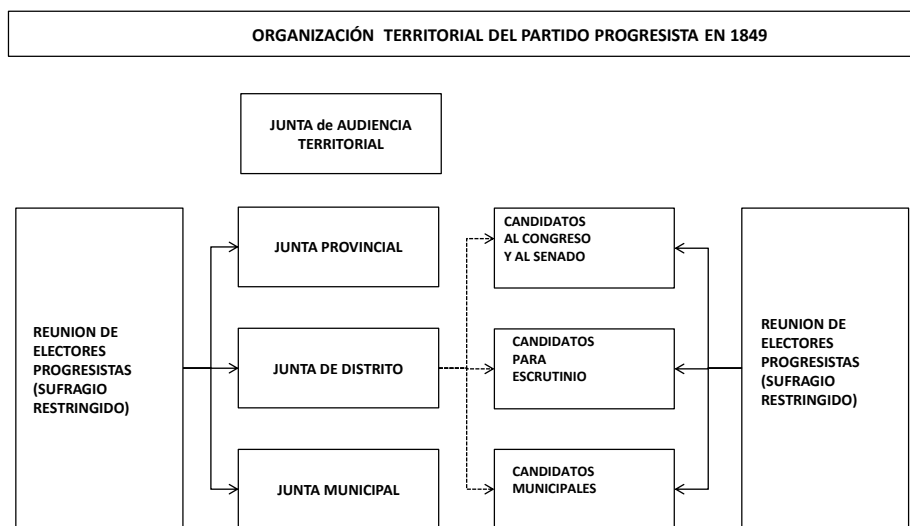 ORGANIZACIÓN TERRITORIAL DEL PARTIDO PROGRESISTA EN 1849
JUNTA de AUDIENCIA
TERRITORIAL
REUNION DE
ELECTORES
PROGRESISTAS
(SUFRAGIO
RESTRINGIDO)
JUNTA PROVINCIAL
JUNTA DE DISTRITO
JUNTA MUNICIPAL
CANDIDATOS
AL CONGRESO
Y AL SENADO
CANDIDATOS
PARA
ESCRUTINIO
CANDIDATOS
MUNICIPALES
REUNION DE
ELECTORES
PROGRESISTAS
(SUFRAGIO
RESTRINGIDO)